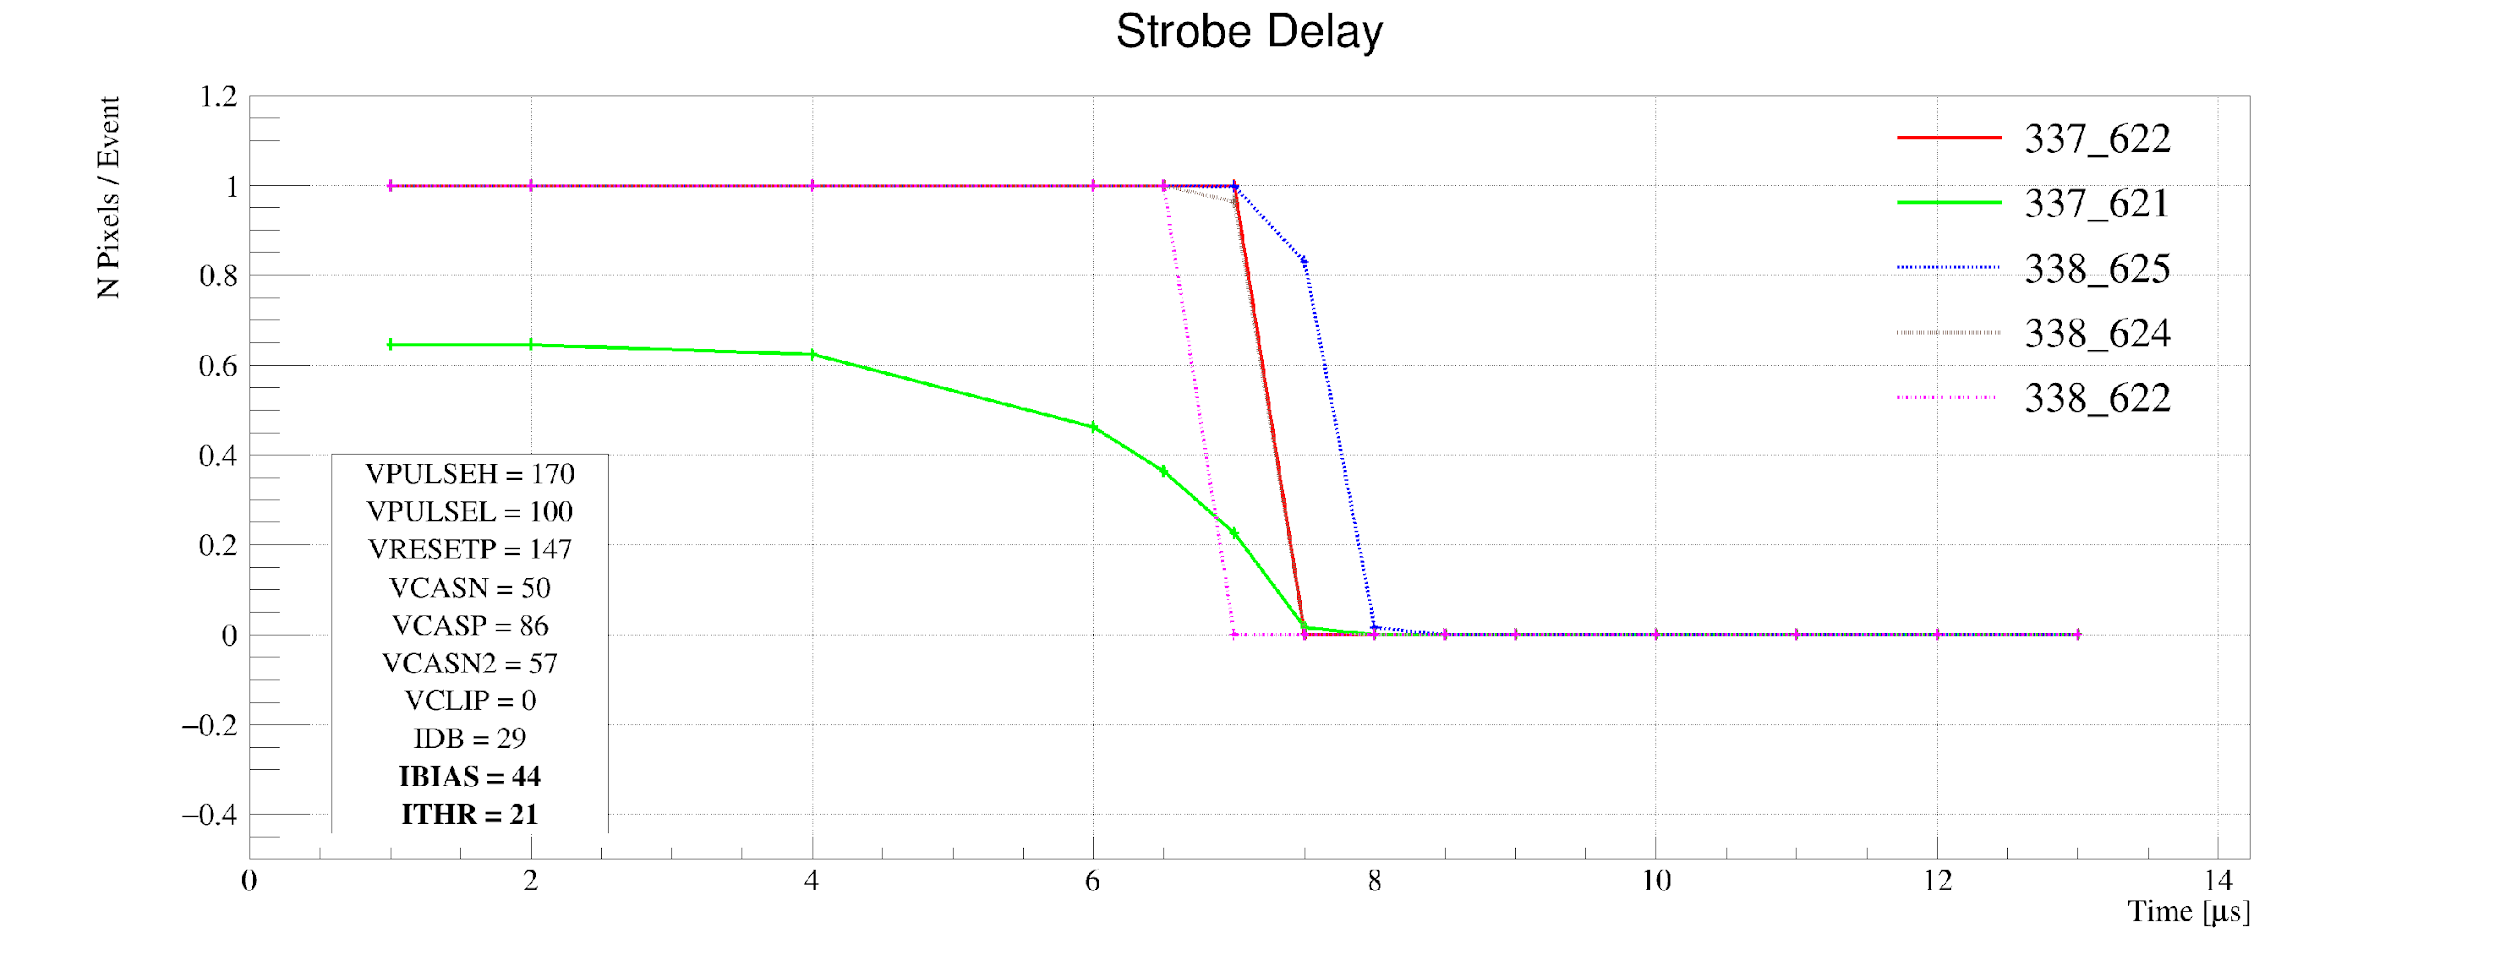 Strobe Delay
N Pixels / Event
1.2
1
0.8
0.6
0.4
0.2
0
−0.2
−0.4
337_622
337_621
338_625
338_624
338_622
VPULSEH = 170
VPULSEL = 100
VRESETP = 147
VCASN = 50
VCASP = 86
VCASN2 = 57
VCLIP = 0
IDB = 29
IBIAS = 44
ITHR = 21
0 2 4 6 8 10 12 14
Time [μs]